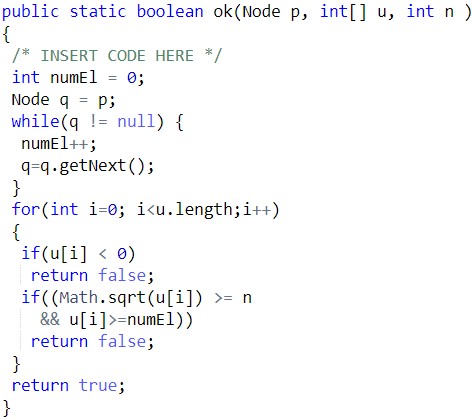 public static boolean ok(Node p, int[] u, int n )
{
/* INSERT CODE HERE */
int numEl = 0;
Node q = p;
while(q != null) {
numEl++;
q=q.getNext();
}
for(int i=0; i<u.length;i++)
{
if(u[i] < 0)
return false;
if((Math.sqrt(u[i]) >= n
&& u[i]>=numEl))
return false;
}
return true;
}